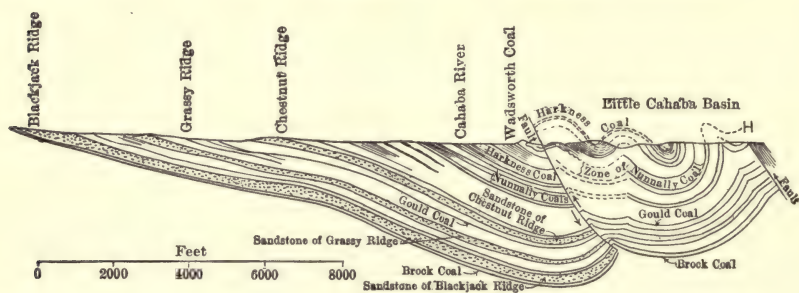 Blackjack Ridge
Grassy Ridge
Chestnut Ridge
Cahaba River
Wadsworth Coal
Little Cahaba Basin
Fault
Harkness
Coal
H
Harkness Coal
Nunnally Coals
Zone of Nunnally Coal
Sandstone of
Chestnut Ridge
Gould Coal
Gould Coal
Fault
Sandstone of Grassy Ridge
Brock Coal
Brock Coal
Sandstone of Blackjack Ridge
Feet
0 2000 4000 6000 8000